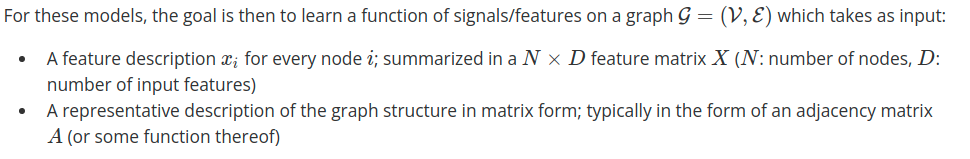 For these models, the goal is then to learn a function of signals/features on a graph 𝒢 = (𝒱, ℰ) which takes as input:
• A feature description xᵢ for every node i; summarized in a N × D feature matrix X (N: number of nodes, D:
number of input features)
• A representative description of the graph structure in matrix form; typically in the form of an adjacency matrix
A (or some function thereof)